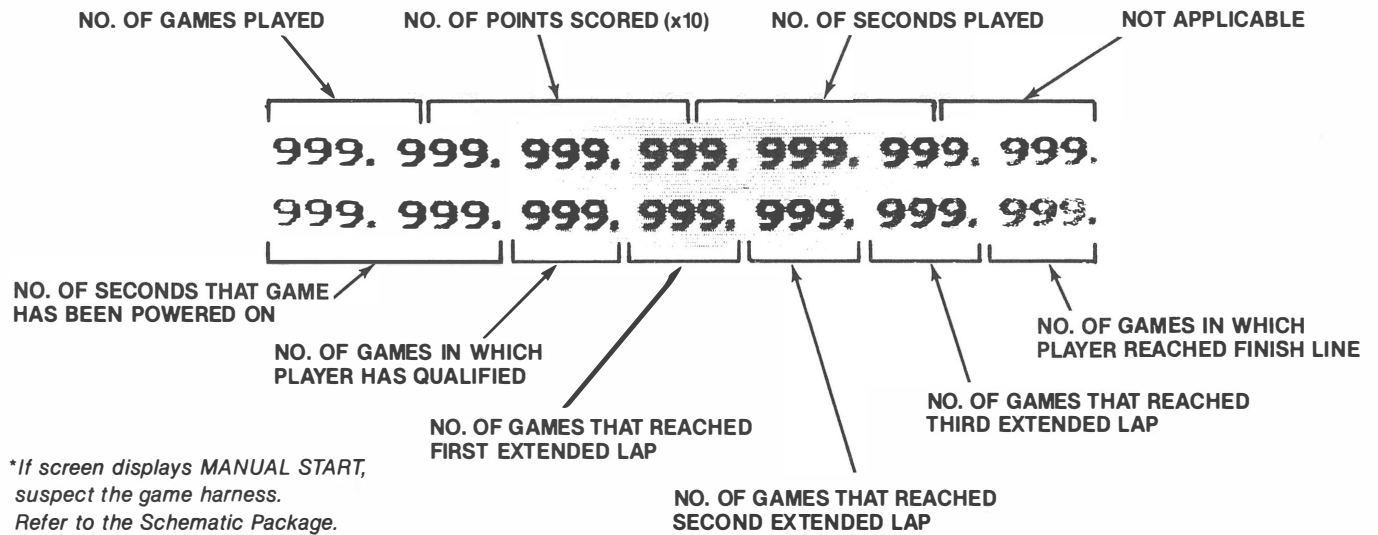 NO. OF GAMES PLAYED
NO. OF POINTS SCORED (x10)
NO. OF SECONDS PLAYED
NOT APPLICABLE
999. 999. 999. 999. 999. 999. 999.
999. 999. 999. 999. 999. 999. 999.
NO. OF SECONDS THAT GAME
HAS BEEN POWERED ON
NO. OF GAMES IN WHICH
PLAYER HAS QUALIFIED
NO. OF GAMES THAT REACHED
FIRST EXTENDED LAP
NO. OF GAMES THAT REACHED
SECOND EXTENDED LAP
NO. OF GAMES THAT REACHED
THIRD EXTENDED LAP
NO. OF GAMES IN WHICH
PLAYER REACHED FINISH LINE
*If screen displays MANUAL START,
suspect the game harness.
Refer to the Schematic Package.